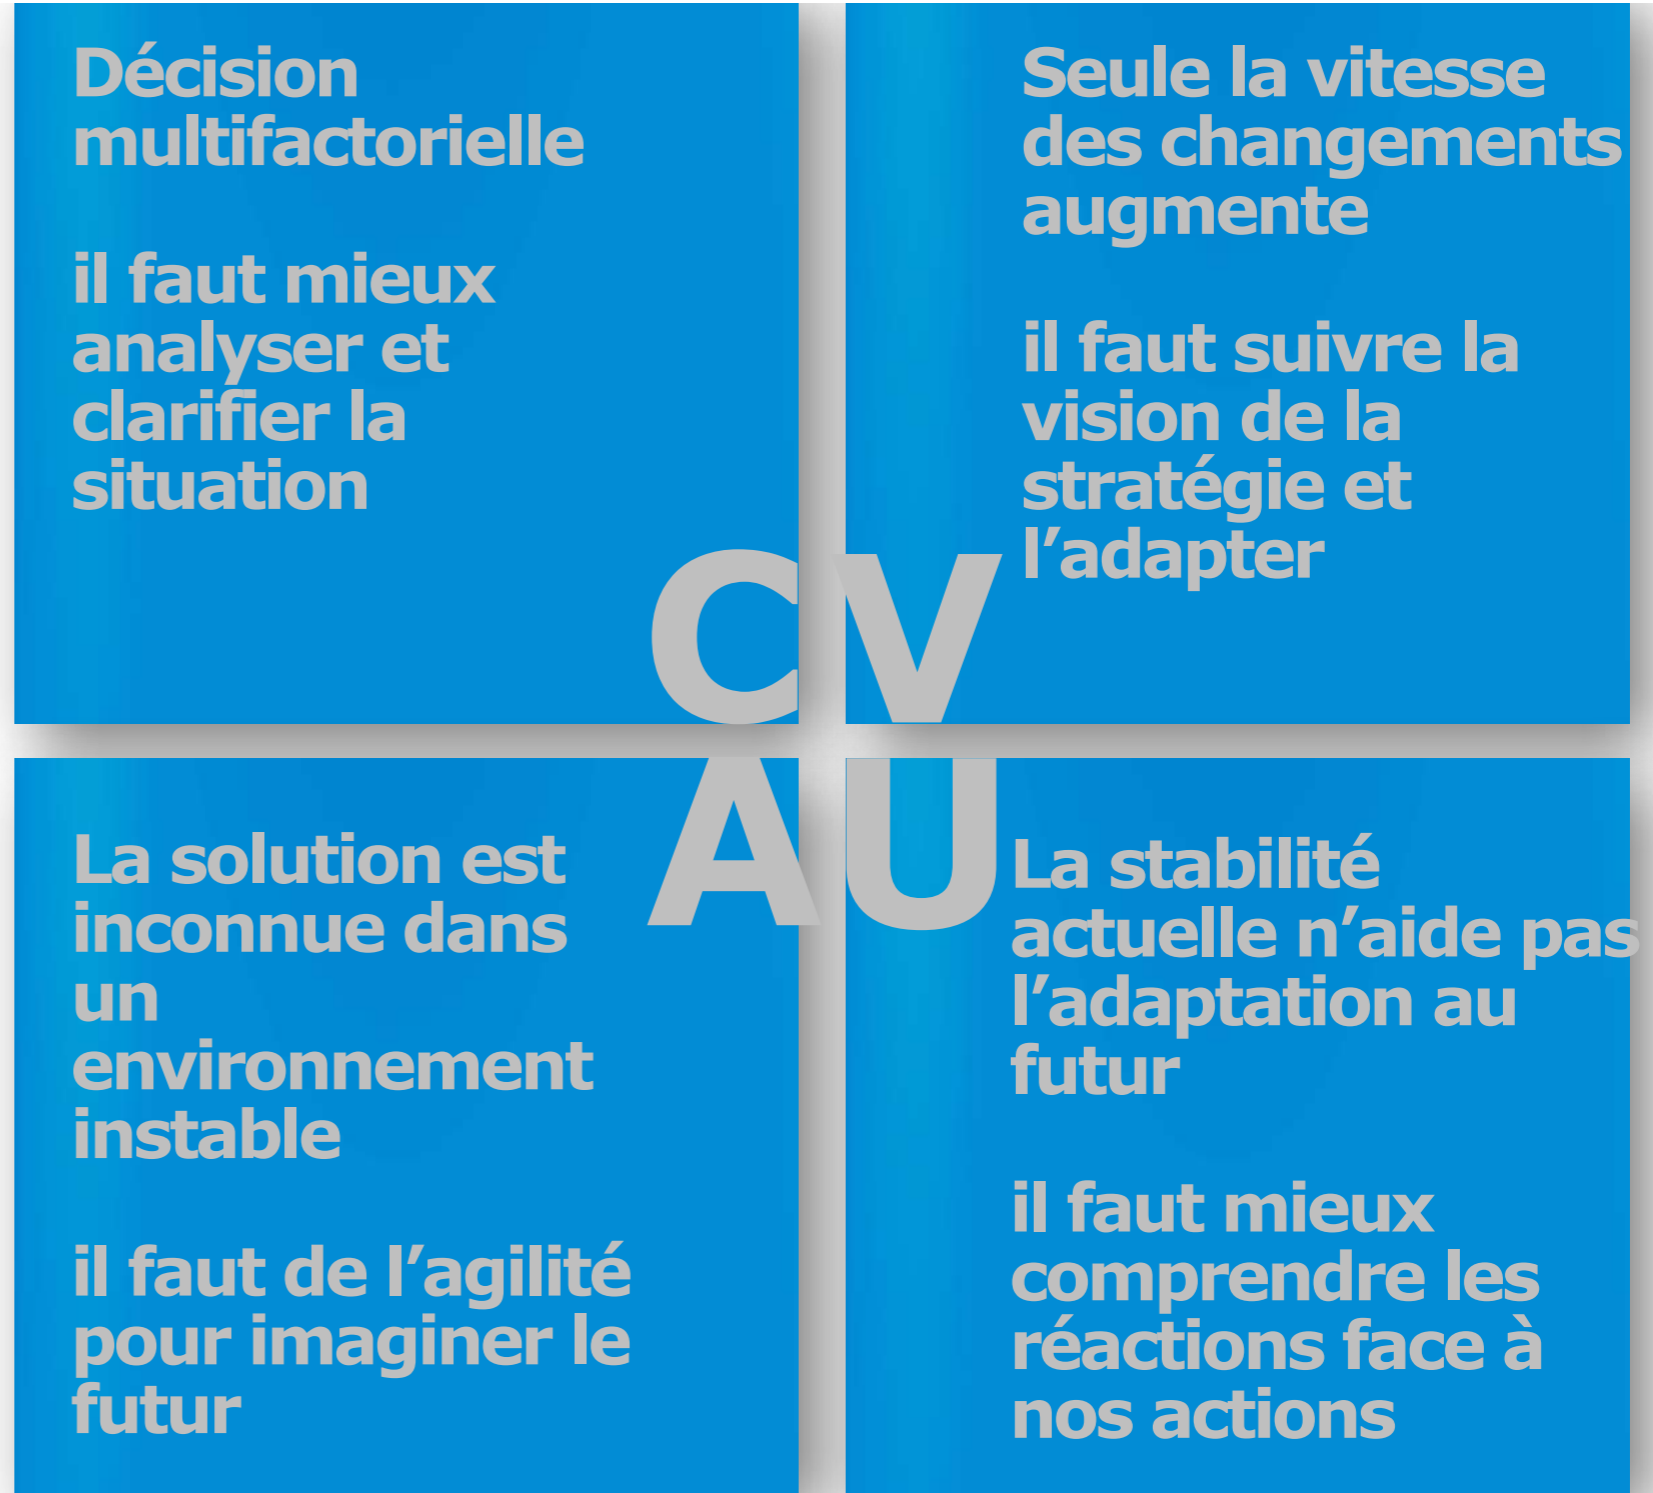 Décision
multifactorielle
il faut mieux
analyser et
clarifier la
situation
C
Seule la vitesse
des changements
augmente
il faut suivre la
vision de la
stratégie et
l’adapter
V
A
La solution est
inconnue dans
un
environnement
instable
il faut de l’agilité
pour imaginer le
futur
U
La stabilité
actuelle n’aide pas
l’adaptation au
futur
il faut mieux
comprendre les
réactions face à
nos actions